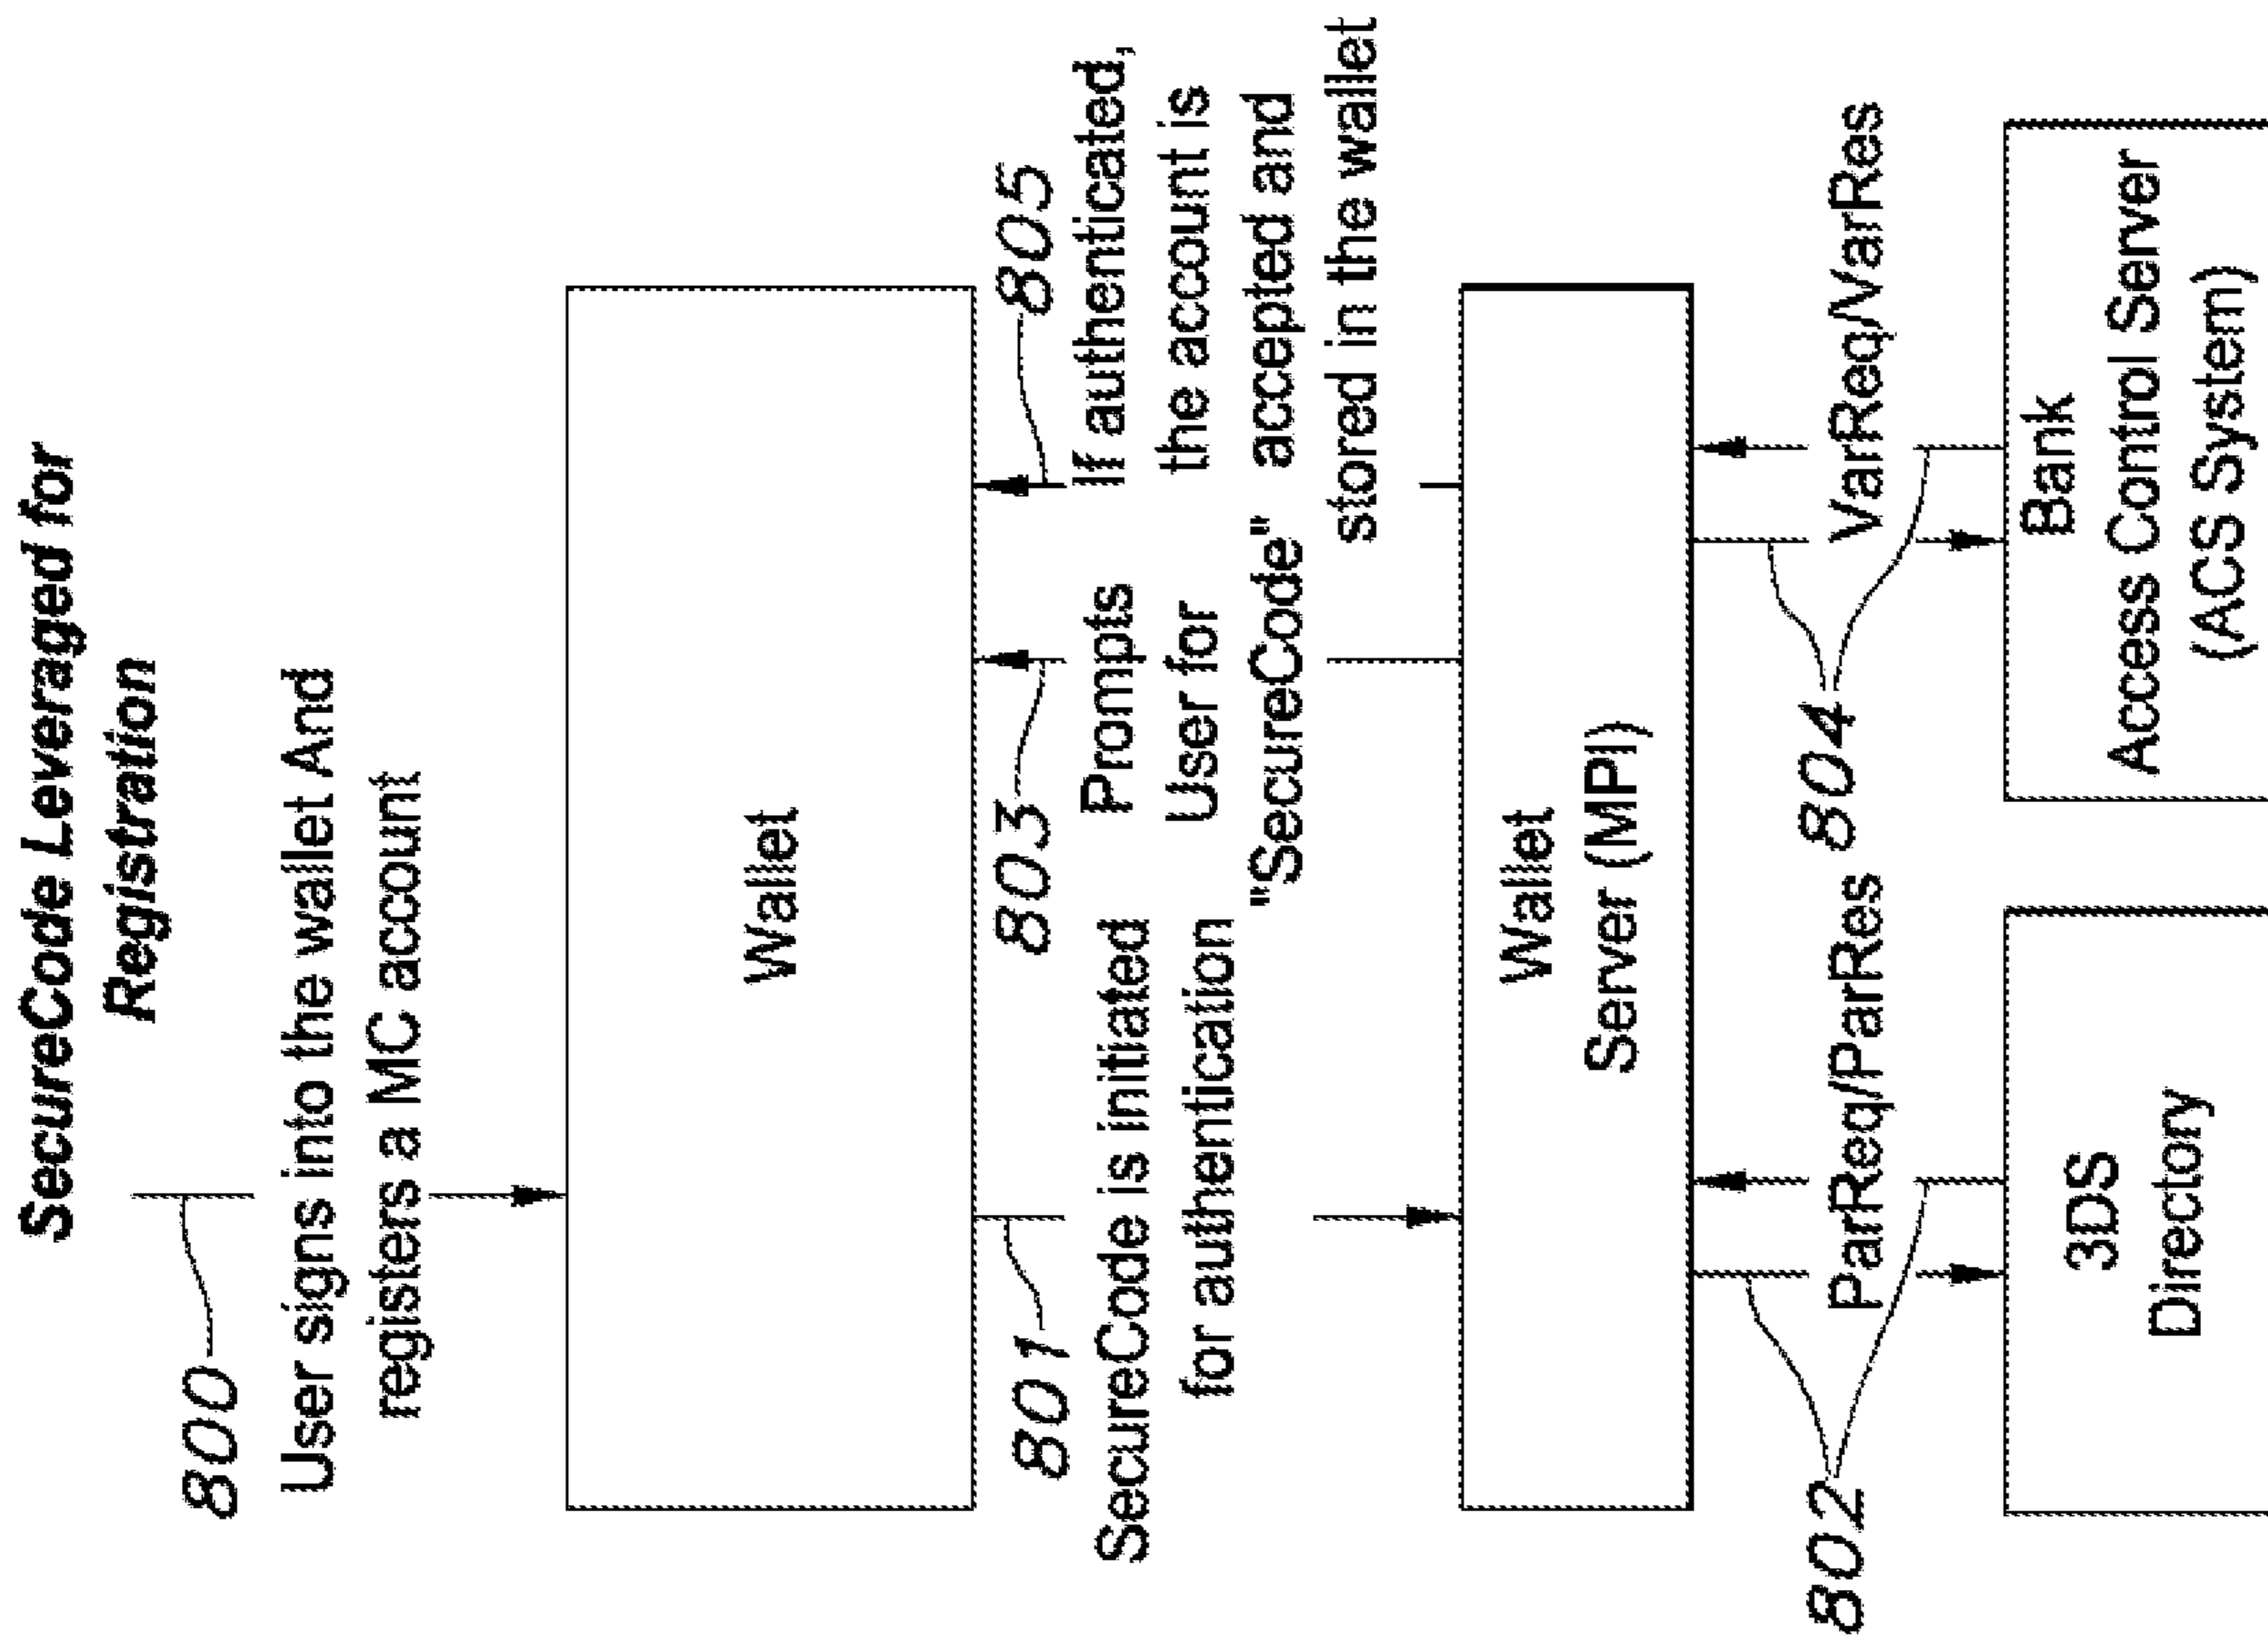 SecureCode Leveraged for
Registration
800
User signs into the wallet And
registers a MC account
Wallet
801
SecureCode is initiated
for authentication
803
Prompts
User for
"SecureCode"
805
If authenticated,
the account is
accepted and
stored in the wallet
Wallet
Server (MPI)
802
ParReq/ParRes
804
VarReq/VarRes
3DS
Directory
Bank
Access Control Server
(ACS System)